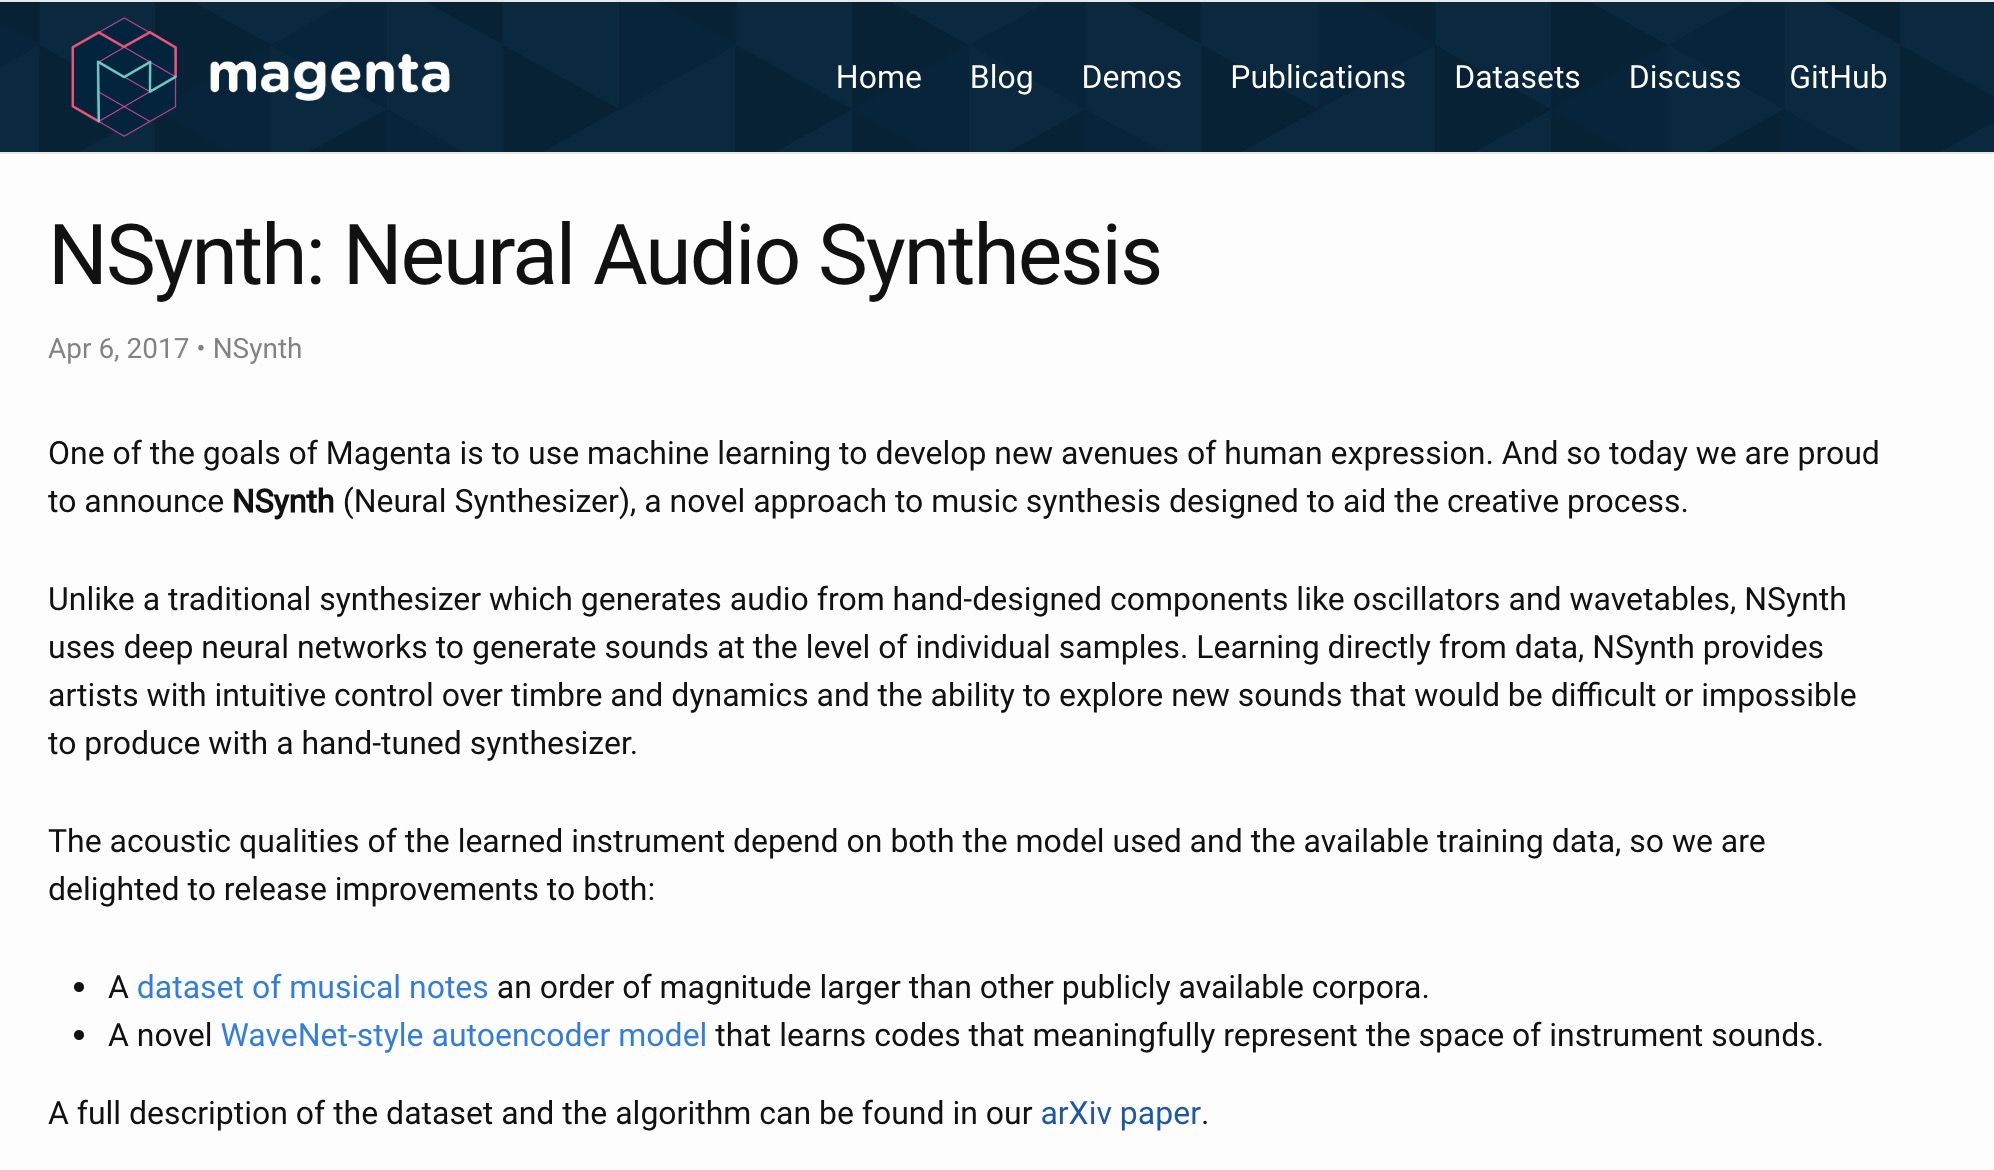 magenta
Home Blog Demos Publications Datasets Discuss GitHub
NSynth: Neural Audio Synthesis
Apr 6, 2017 • NSynth
One of the goals of Magenta is to use machine learning to develop new avenues of human expression. And so today we are proud
to announce NSynth (Neural Synthesizer), a novel approach to music synthesis designed to aid the creative process.
Unlike a traditional synthesizer which generates audio from hand-designed components like oscillators and wavetables, NSynth
uses deep neural networks to generate sounds at the level of individual samples. Learning directly from data, NSynth provides
artists with intuitive control over timbre and dynamics and the ability to explore new sounds that would be difficult or impossible
to produce with a hand-tuned synthesizer.
The acoustic qualities of the learned instrument depend on both the model used and the available training data, so we are
delighted to release improvements to both:
• A dataset of musical notes an order of magnitude larger than other publicly available corpora.
• A novel WaveNet-style autoencoder model that learns codes that meaningfully represent the space of instrument sounds.
A full description of the dataset and the algorithm can be found in our arXiv paper.